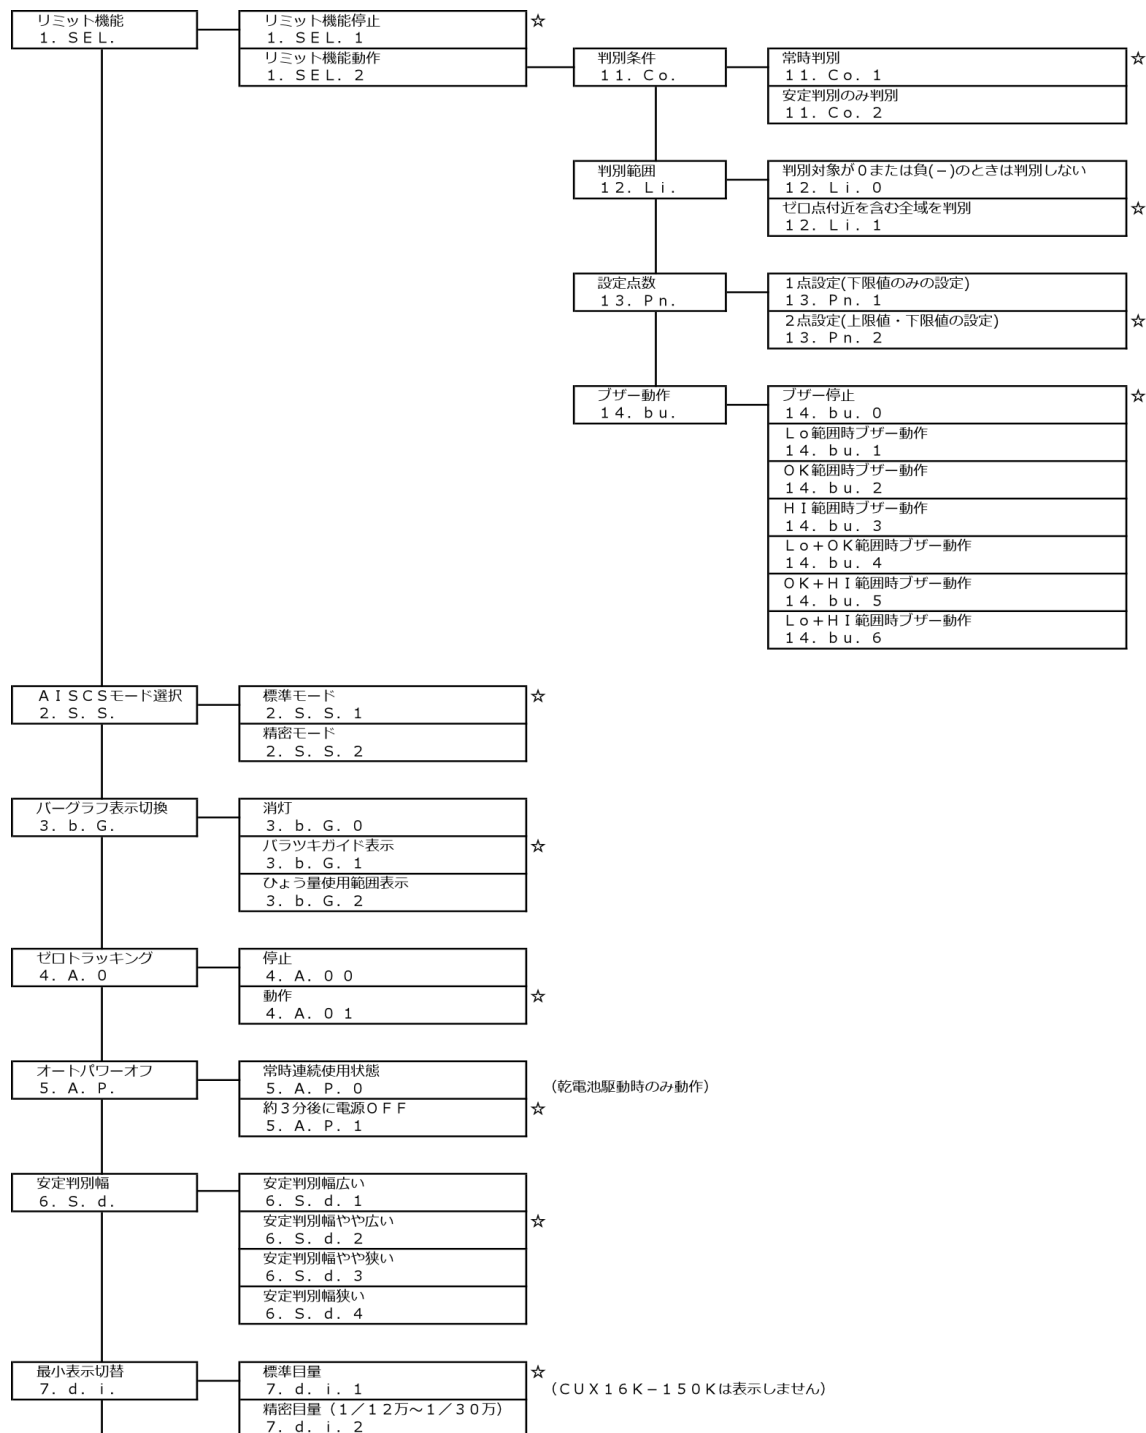 リミット機能
1. SEL.
リミット機能停止
☆
1. SEL. 1
リミット機能動作
1. SEL. 2
判別条件
11. Co.
常時判別
☆
11. Co. 1
安定判別のみ判別
11. Co. 2
判別範囲
12. Li.
判別対象が0または負(−)のときは判別しない
12. Li. 0
ゼロ点付近を含む全域を判別
☆
12. Li. 1
設定点数
13. Pn.
1点設定(下限値のみの設定)
13. Pn. 1
2点設定(上限値・下限値の設定)
☆
13. Pn. 2
ブザー動作
14. bu.
ブザー停止
☆
14. bu. 0
Lo範囲時ブザー動作
14. bu. 1
OK範囲時ブザー動作
14. bu. 2
HI範囲時ブザー動作
14. bu. 3
Lo+OK範囲時ブザー動作
14. bu. 4
OK+HI範囲時ブザー動作
14. bu. 5
Lo+HI範囲時ブザー動作
14. bu. 6
AISCSモード選択
2. S. S.
標準モード
☆
2. S. S. 1
精密モード
2. S. S. 2
バーグラフ表示切換
3. b. G.
消灯
3. b. G. 0
バラツキガイド表示
☆
3. b. G. 1
ひょう量使用範囲表示
3. b. G. 2
ゼロトラッキング
4. A. 0
停止
4. A. 0 0
動作
☆
4. A. 0 1
オートパワーオフ
5. A. P.
常時連続使用状態
5. A. P. 0
(乾電池駆動時のみ動作)
約3分後に電源OFF
☆
5. A. P. 1
安定判別幅
6. S. d.
安定判別幅広い
6. S. d. 1
安定判別幅やや広い
☆
6. S. d. 2
安定判別幅やや狭い
6. S. d. 3
安定判別幅狭い
6. S. d. 4
最小表示切替
7. d. i.
標準目量
☆
7. d. i. 1
(CUX16K−150Kは表示しません)
精密目量(1/12万〜1/30万)
7. d. i. 2